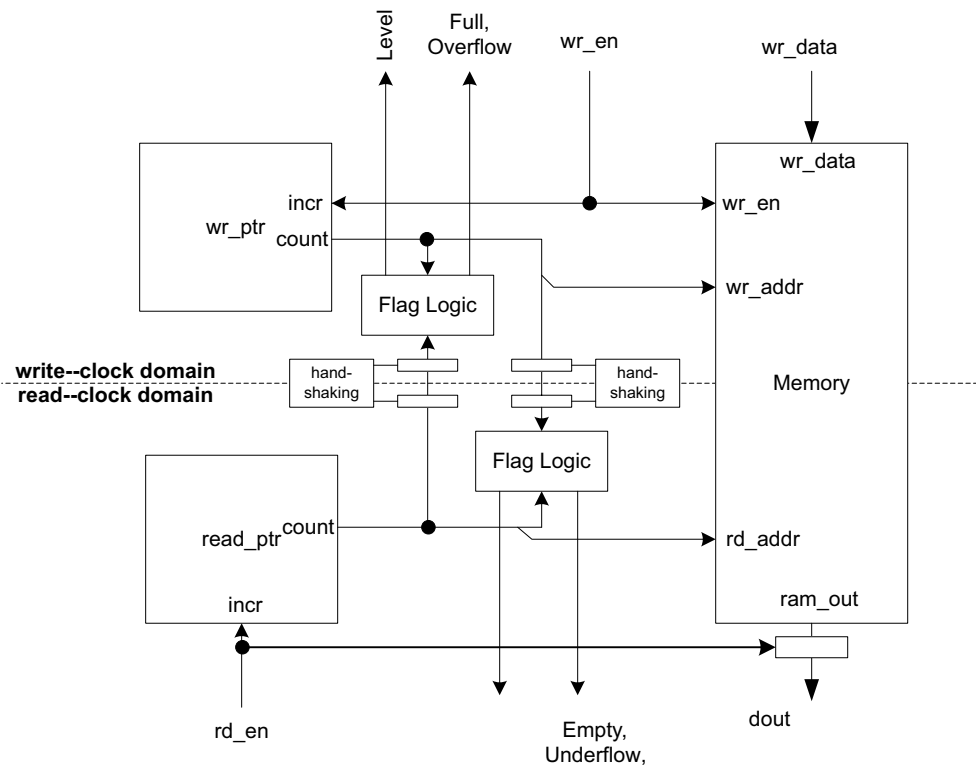 Level
Full,
Overflow
wr_en
wr_data
wr_data
incr
wr_en
wr_ptr
count
Flag Logic
wr_addr
write--clock domain
hand-
shaking
hand-
shaking
Memory
read--clock domain
Flag Logic
count
read_ptr
rd_addr
incr
ram_out
rd_en
dout
Empty,
Underflow,